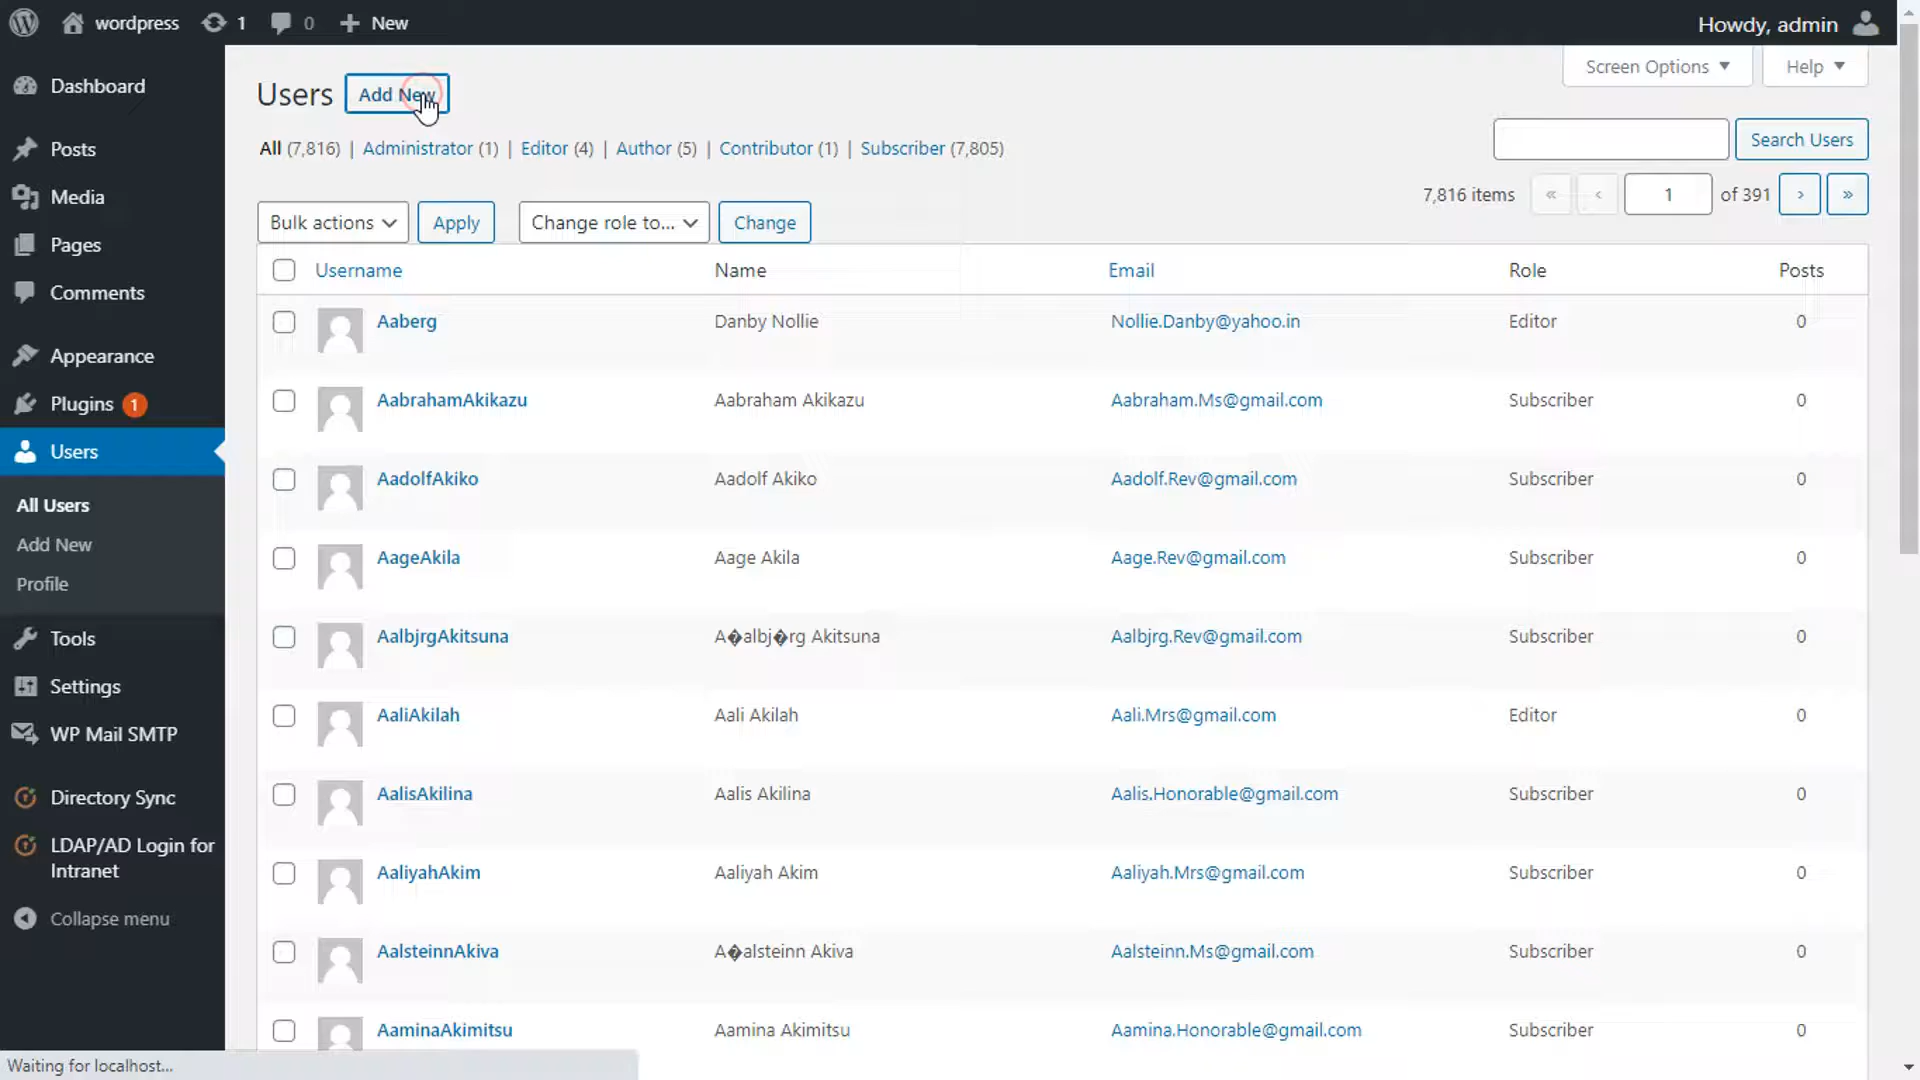 wordpress 1 0 New Howdy, admin
Dashboard
Posts
Media
Pages
Comments
Appearance
Plugins 1
Users
All Users
Add New
Profile
Tools
Settings
WP Mail SMTP
Directory Sync
LDAP/AD Login for
Intranet
Collapse menu
Screen Options Help
Users Add New
All (7,816) | Administrator (1) | Editor (4) | Author (5) | Contributor (1) | Subscriber (7,805)
Search Users
7,816 items « ‹ 1 of 391 › »
Bulk actions Apply Change role to... Change
Username Name Email Role Posts
Aaberg Danby Nollie Nollie.Danby@yahoo.in Editor 0
AabrahamAkikazu Aabraham Akikazu Aabraham.Ms@gmail.com Subscriber 0
AadolfAkiko Aadolf Akiko Aadolf.Rev@gmail.com Subscriber 0
AageAkila Aage Akila Aage.Rev@gmail.com Subscriber 0
AalbjrgAkitsuna A�albj�rg Akitsuna Aalbjrg.Rev@gmail.com Subscriber 0
AaliAkilah Aali Akilah Aali.Mrs@gmail.com Editor 0
AalisAkilina Aalis Akilina Aalis.Honorable@gmail.com Subscriber 0
AaliyahAkim Aaliyah Akim Aaliyah.Mrs@gmail.com Subscriber 0
AalsteinnAkiva A�alsteinn Akiva Aalsteinn.Ms@gmail.com Subscriber 0
AaminaAkimitsu Aamina Akimitsu Aamina.Honorable@gmail.com Subscriber 0
Waiting for localhost...